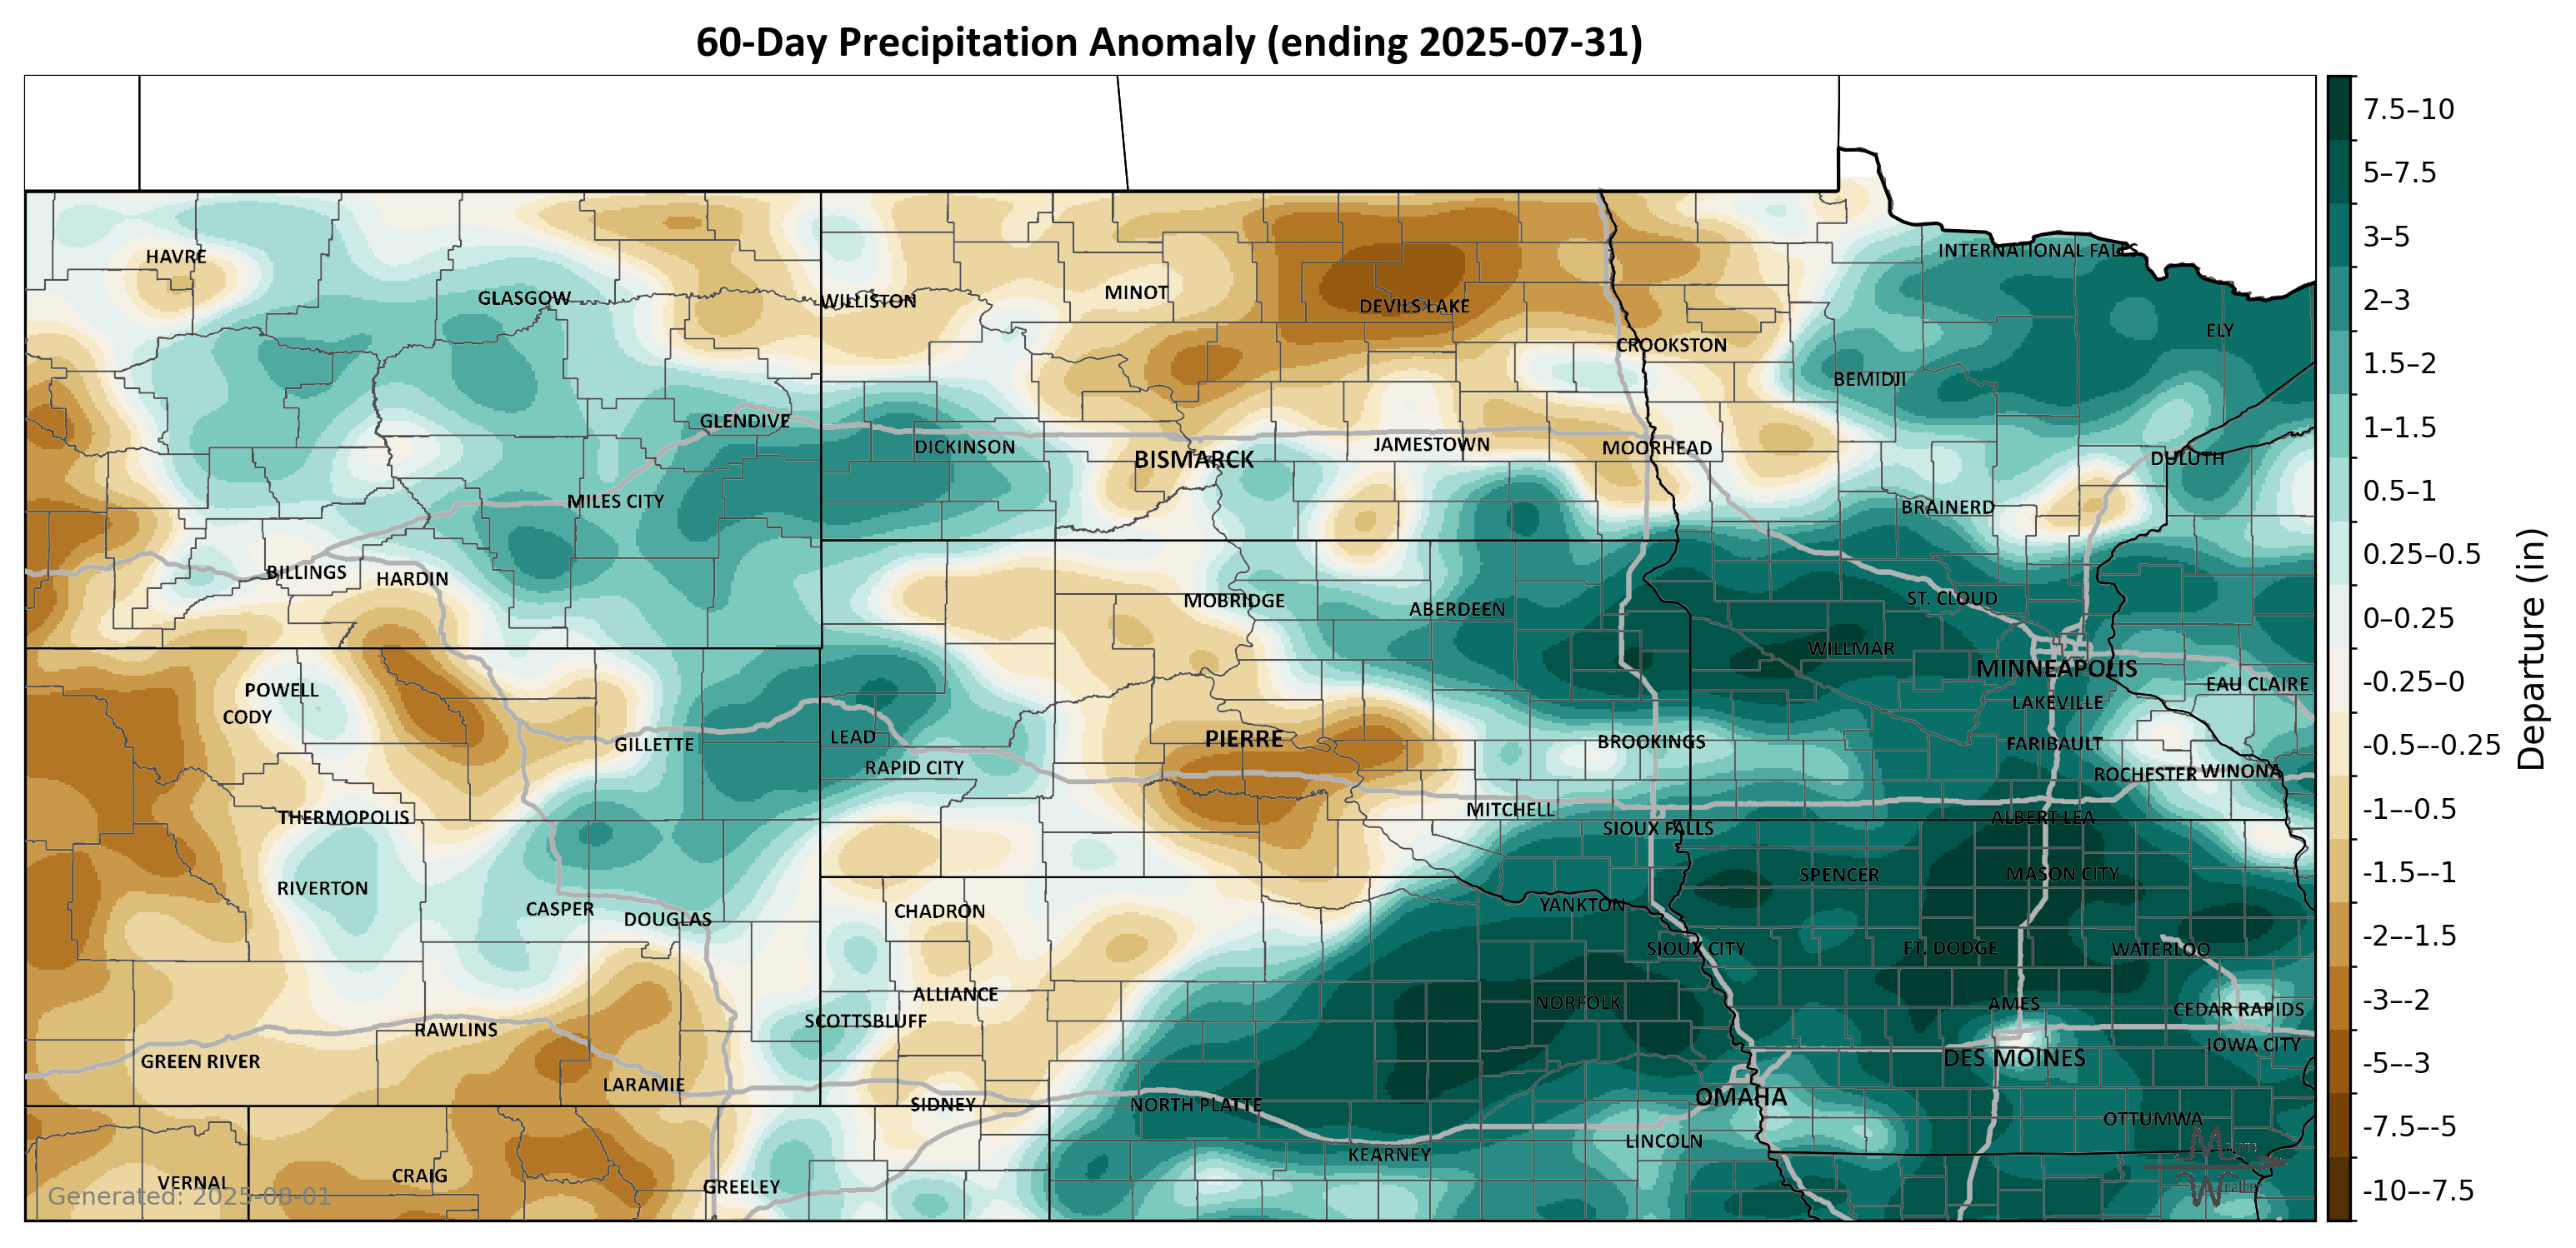 60-Day Precipitation Anomaly (ending 2025-07-31)
7.5–10
5–7.5
3–5
2–3
1.5–2
1–1.5
0.5–1
0.25–0.5
0–0.25
-0.25–0
-0.5–-0.25
-1–-0.5
-1.5–-1
-2–-1.5
-3–-2
-5–-3
-7.5–-5
-10–-7.5
Departure (in)
HAVRE
GLASGOW
WILLISTON
MINOT
DEVILS LAKE
INTERNATIONAL FALLS
ELY
CROOKSTON
BEMIDJI
GLENDIVE
DICKINSON
BISMARCK
JAMESTOWN
MOORHEAD
DULUTH
MILES CITY
BRAINERD
BILLINGS
HARDIN
MOBRIDGE
ABERDEEN
ST. CLOUD
WILLMAR
MINNEAPOLIS
POWELL
CODY
LAKEVILLE
EAU CLAIRE
GILLETTE
LEAD
PIERRE
BROOKINGS
FARIBAULT
RAPID CITY
ROCHESTER
WINONA
THERMOPOLIS
MITCHELL
SIOUX FALLS
ALBERT LEA
RIVERTON
CASPER
DOUGLAS
CHADRON
YANKTON
SPENCER
MASON CITY
SIOUX CITY
FT. DODGE
WATERLOO
ALLIANCE
NORFOLK
AMES
CEDAR RAPIDS
SCOTTSBLUFF
RAWLINS
GREEN RIVER
DES MOINES
IOWA CITY
LARAMIE
SIDNEY
NORTH PLATTE
OMAHA
OTTUMWA
LINCOLN
KEARNEY
VERNAL
CRAIG
GREELEY
Generated: 2025-08-01